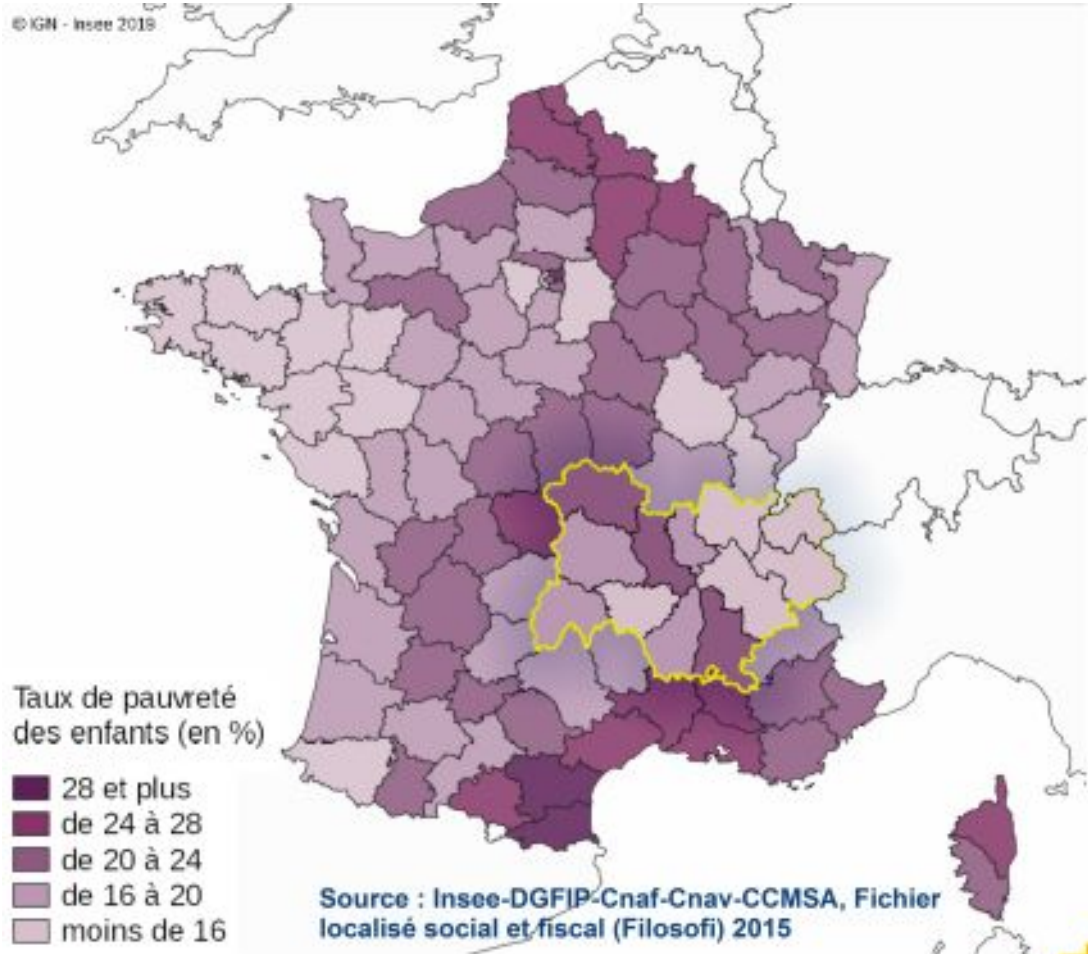 © IGN - Insee 2019
Taux de pauvreté
des enfants (en %)
28 et plus
de 24 à 28
de 20 à 24
de 16 à 20
moins de 16
Source : Insee-DGFIP-Cnaf-Cnav-CCMSA, Fichier
localisé social et fiscal (Filosofi) 2015